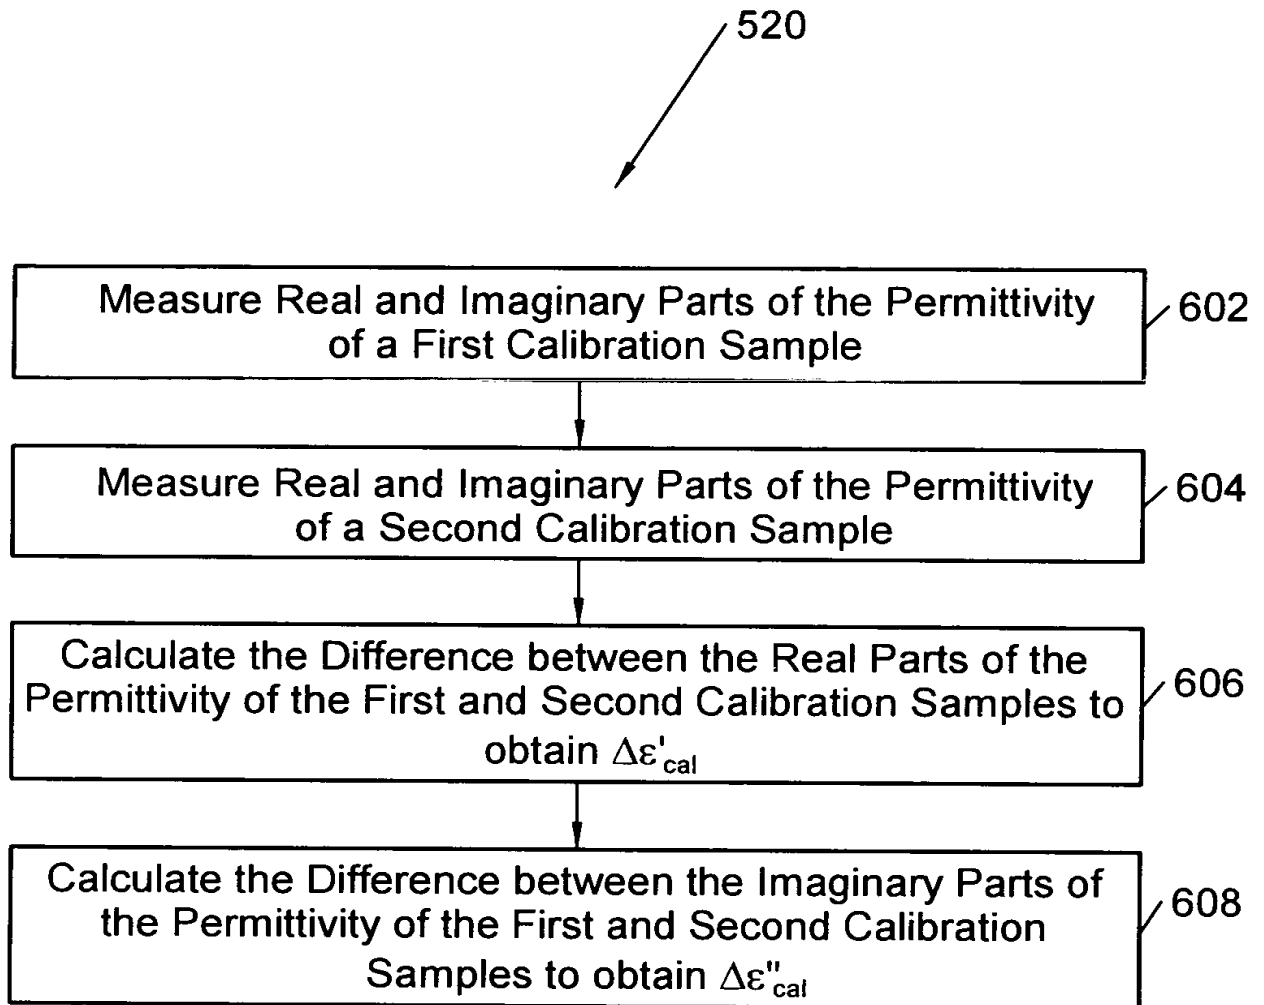 520
Measure Real and Imaginary Parts of the Permittivity
of a First Calibration Sample
602
Measure Real and Imaginary Parts of the Permittivity
of a Second Calibration Sample
604
Calculate the Difference between the Real Parts of the
Permittivity of the First and Second Calibration Samples to
obtain Δε'cal
606
Calculate the Difference between the Imaginary Parts of
the Permittivity of the First and Second Calibration
Samples to obtain Δε"cal
608